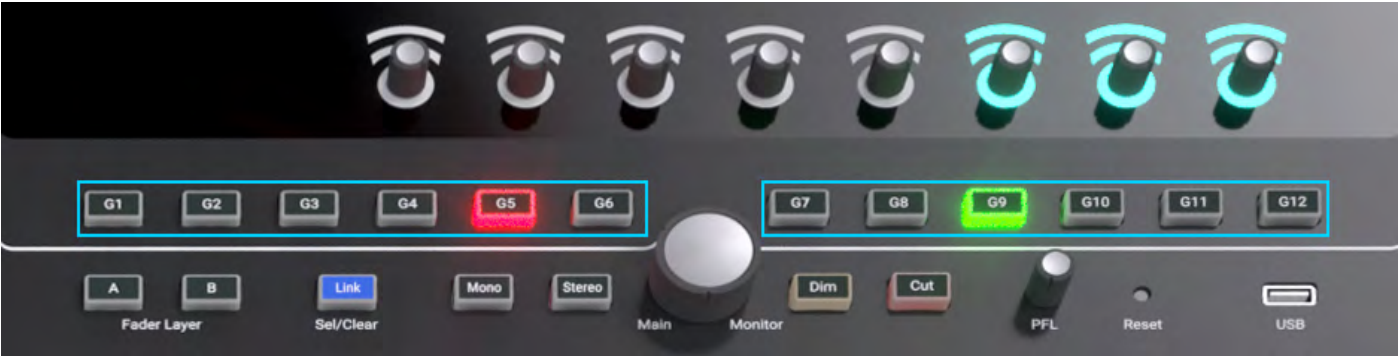 G1 G2 G3 G4 G5 G6 G7 G8 G9 G10 G11 G12
A B Link Mono Stereo Dim Cut
Fader Layer Sel/Clear Main Monitor PFL Reset USB